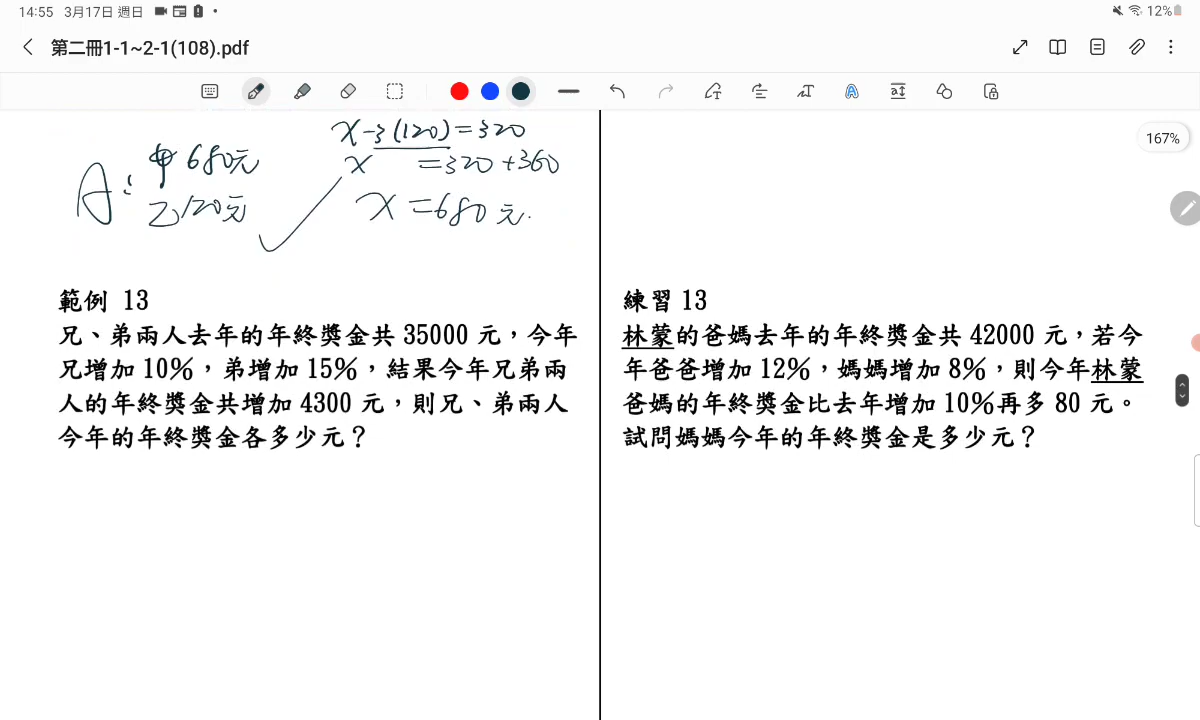 14:55 3月17日 週日
12%
第二冊1-1~2-1(108).pdf
167%
x-3(120)=320
x =320+360
x=680元.
A:
甲680元
乙120元
範例 13
兄、弟兩人去年的年終獎金共 35000 元，今年
兄增加 10%，弟增加 15%，結果今年兄弟兩
人的年終獎金共增加 4300 元，則兄、弟兩人
今年的年終獎金各多少元？
練習 13
林蒙的爸媽去年的年終獎金共 42000 元，若今
年爸爸增加 12%，媽媽增加 8%，則今年林蒙
爸媽的年終獎金比去年增加 10%再多 80 元。
試問媽媽今年的年終獎金是多少元？